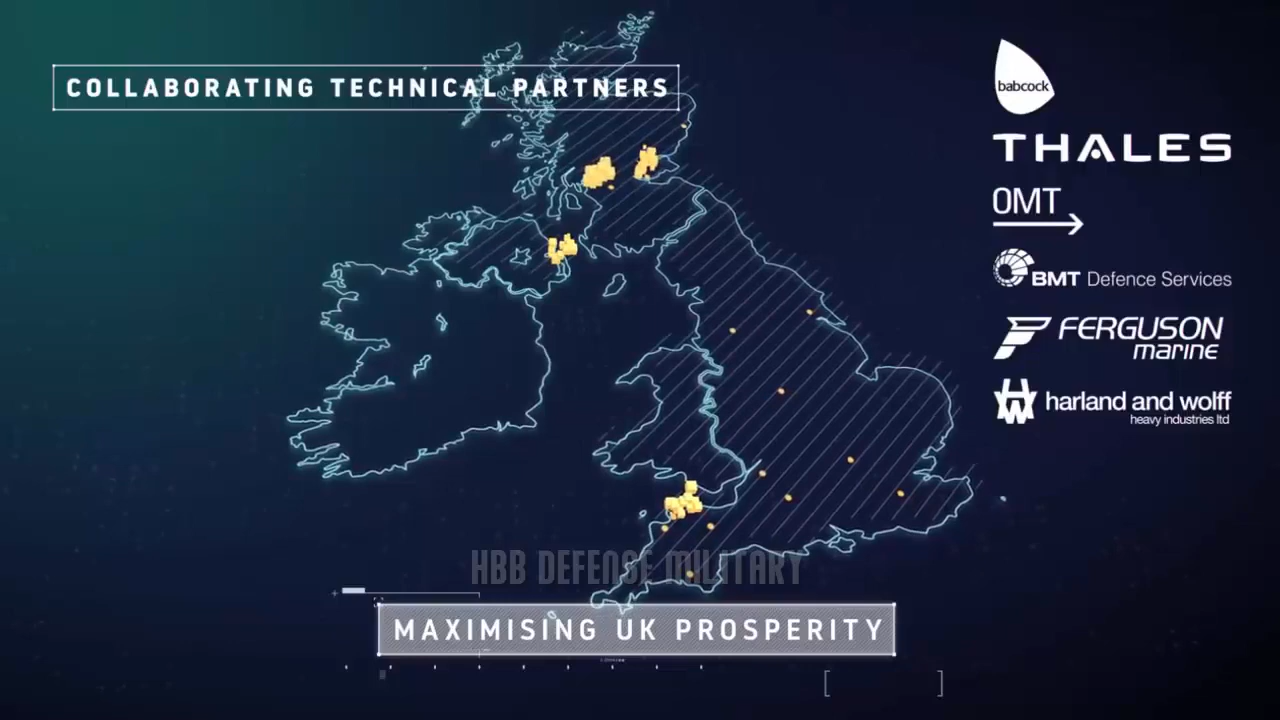 COLLABORATING TECHNICAL PARTNERS
babcock
THALES
OMT
BMT Defence Services
FERGUSON
marine
harland and wolff
heavy industries ltd
HBB DEFENSE MILITARY
MAXIMISING UK PROSPERITY